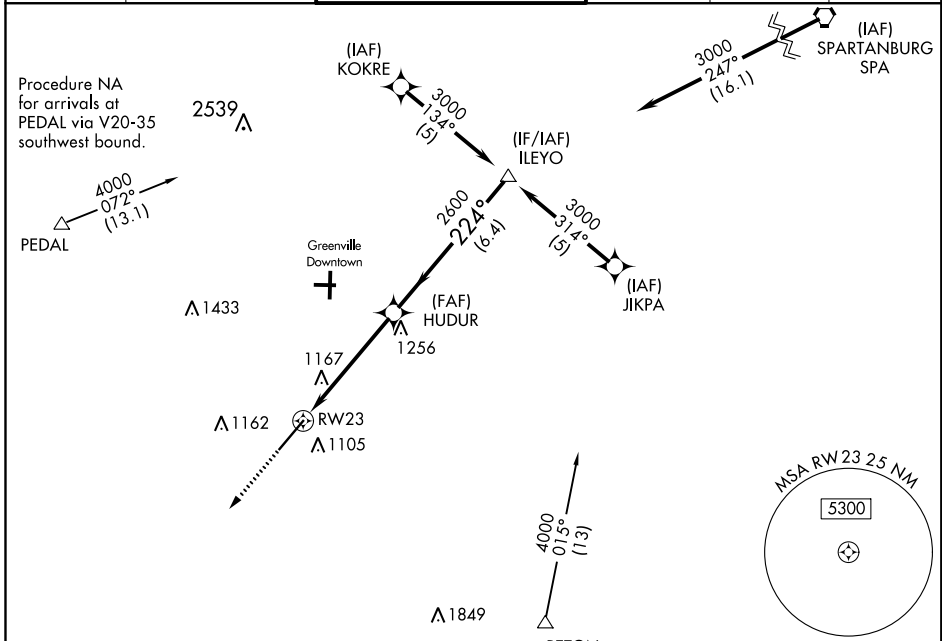 (IAF)
SPARTANBURG
SPA
3000
247°
(16.1)
(IAF)
KOKRE
3000
134°
(5)
Procedure NA
for arrivals at
PEDAL via V20-35
southwest bound.
2539
(IF/IAF)
ILEYO
4000
072°
(13.1)
PEDAL
2600
224°
(6.4)
3000
314°
(5)
(IAF)
JIKPA
Greenville
Downtown
1433
(FAF)
HUDUR
1256
1167
1162
RW23
1105
MSA RW23 25 NM
5300
4000
015°
(13)
1849